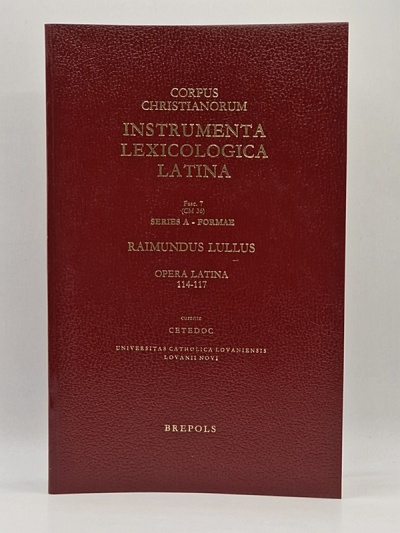 CORPUS
CHRISTIANORUM
INSTRUMENTA
LEXICOLOGICA
LATINA
Fasc. 7
(CM 36)
SERIES A - FORMAE
RAIMUNDUS LULLUS
OPERA LATINA
114-117
curante
CETEDOC
UNIVERSITAS CATHOLICA LOVANIENSIS
LOVANII NOVI
BREPOLS